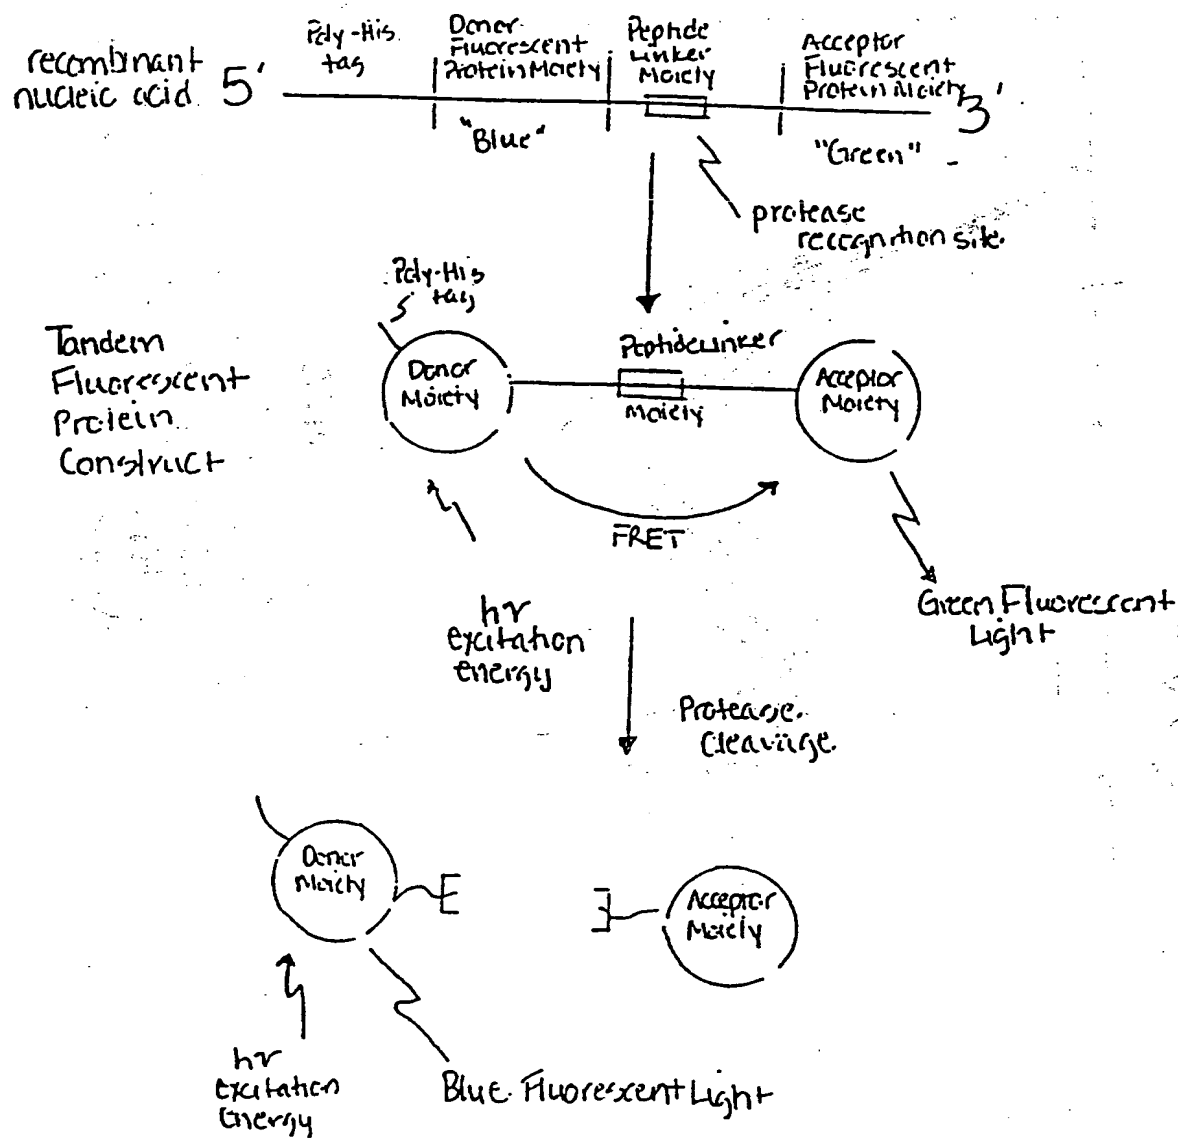 recombinant
nucleic acid
5'
Poly-His
tag
Donor
Fluorescent
Protein Moiety
Peptide
Linker
Moiety
Acceptor
Fluorescent
Protein Moiety
3'
"Blue"
"Green"
protease
recognition site.
Poly-His
tag
Tandem
Fluorescent
Protein
Construct
Donor
Moiety
Peptide Linker
Moiety
Acceptor
Moiety
FRET
hν
excitation
energy
Green Fluorescent
Light
Protease
Cleavage.
Donor
Moiety
Acceptor
Moiety
hν
excitation
Energy
Blue Fluorescent Light